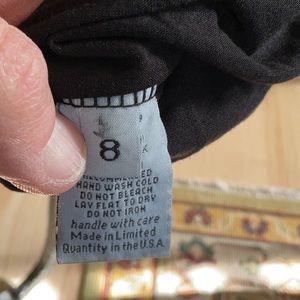 8
RECOMMENDED
HAND WASH COLD
DO NOT BLEACH
LAY FLAT TO DRY
DO NOT IRON
handle with care
Made in Limited
Quantity in the U.S.A.